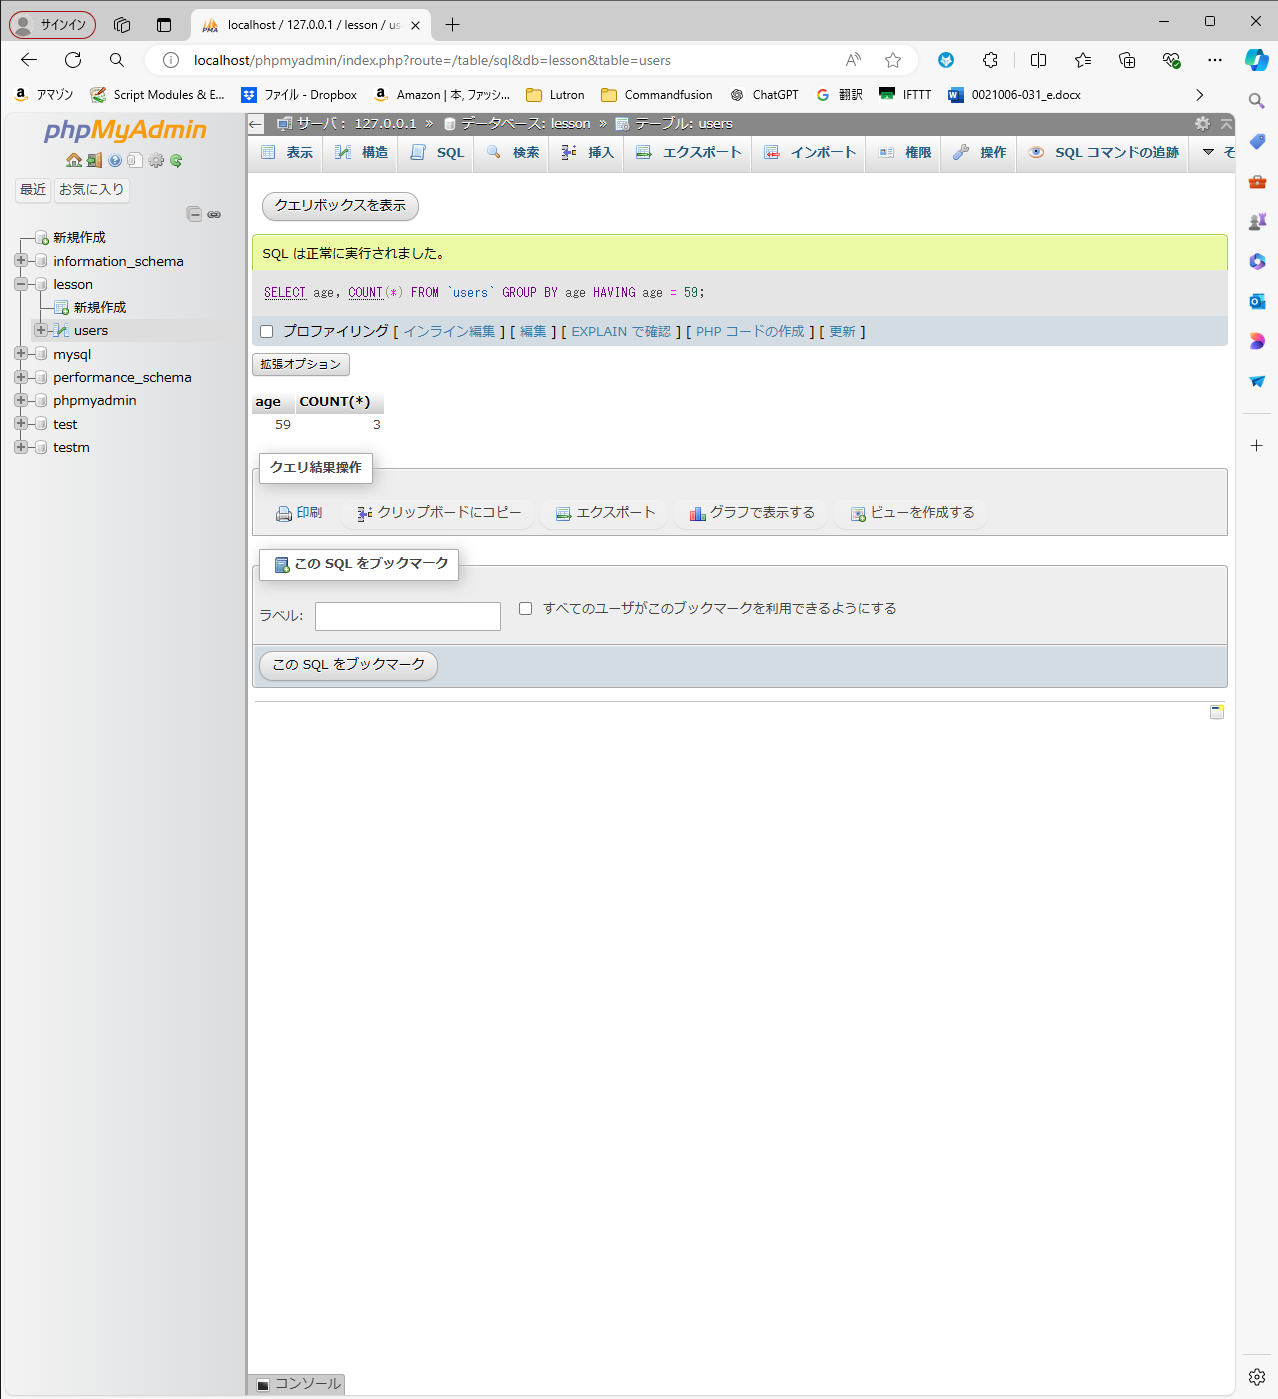 サインイン
localhost / 127.0.0.1 / lesson / us
localhost/phpmyadmin/index.php?route=/table/sql&db=lesson&table=users
アマゾン
Script Modules & E...
ファイル - Dropbox
Amazon | 本, ファッシ...
Lutron
Commandfusion
ChatGPT
翻訳
IFTTT
0021006-031_e.docx
phpMyAdmin
最近
お気に入り
新規作成
information_schema
lesson
新規作成
users
mysql
performance_schema
phpmyadmin
test
testm
サーバ: 127.0.0.1 » データベース: lesson » テーブル: users
表示
構造
SQL
検索
挿入
エクスポート
インポート
権限
操作
SQL コマンドの追跡
そ
クエリボックスを表示
SQL は正常に実行されました。
SELECT age, COUNT(*) FROM `users` GROUP BY age HAVING age = 59;
プロファイリング [ インライン編集 ] [ 編集 ] [ EXPLAIN で確認 ] [ PHP コードの作成 ] [ 更新 ]
拡張オプション
age COUNT(*)
59 3
クエリ結果操作
印刷
クリップボードにコピー
エクスポート
グラフで表示する
ビューを作成する
この SQL をブックマーク
ラベル:
すべてのユーザがこのブックマークを利用できるようにする
この SQL をブックマーク
コンソール